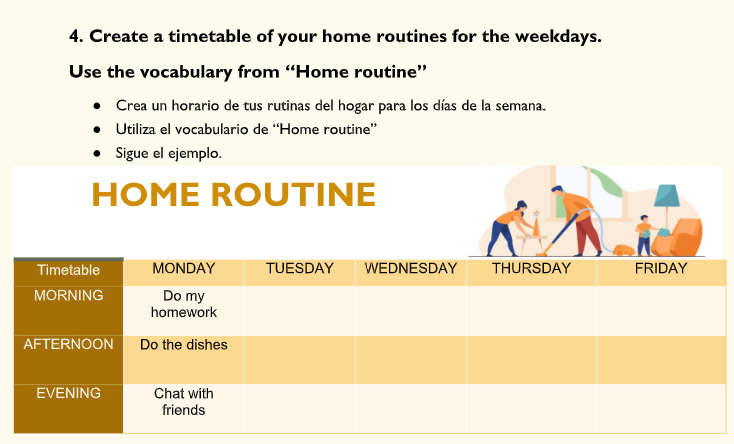 4. Create a timetable of your home routines for the weekdays.
Use the vocabulary from “Home routine”
● Crea un horario de tus rutinas del hogar para los días de la semana.
● Utiliza el vocabulario de “Home routine”
● Sigue el ejemplo.
HOME ROUTINE
Timetable MONDAY TUESDAY WEDNESDAY THURSDAY FRIDAY
MORNING Do my
homework
AFTERNOON Do the dishes
EVENING Chat with
friends